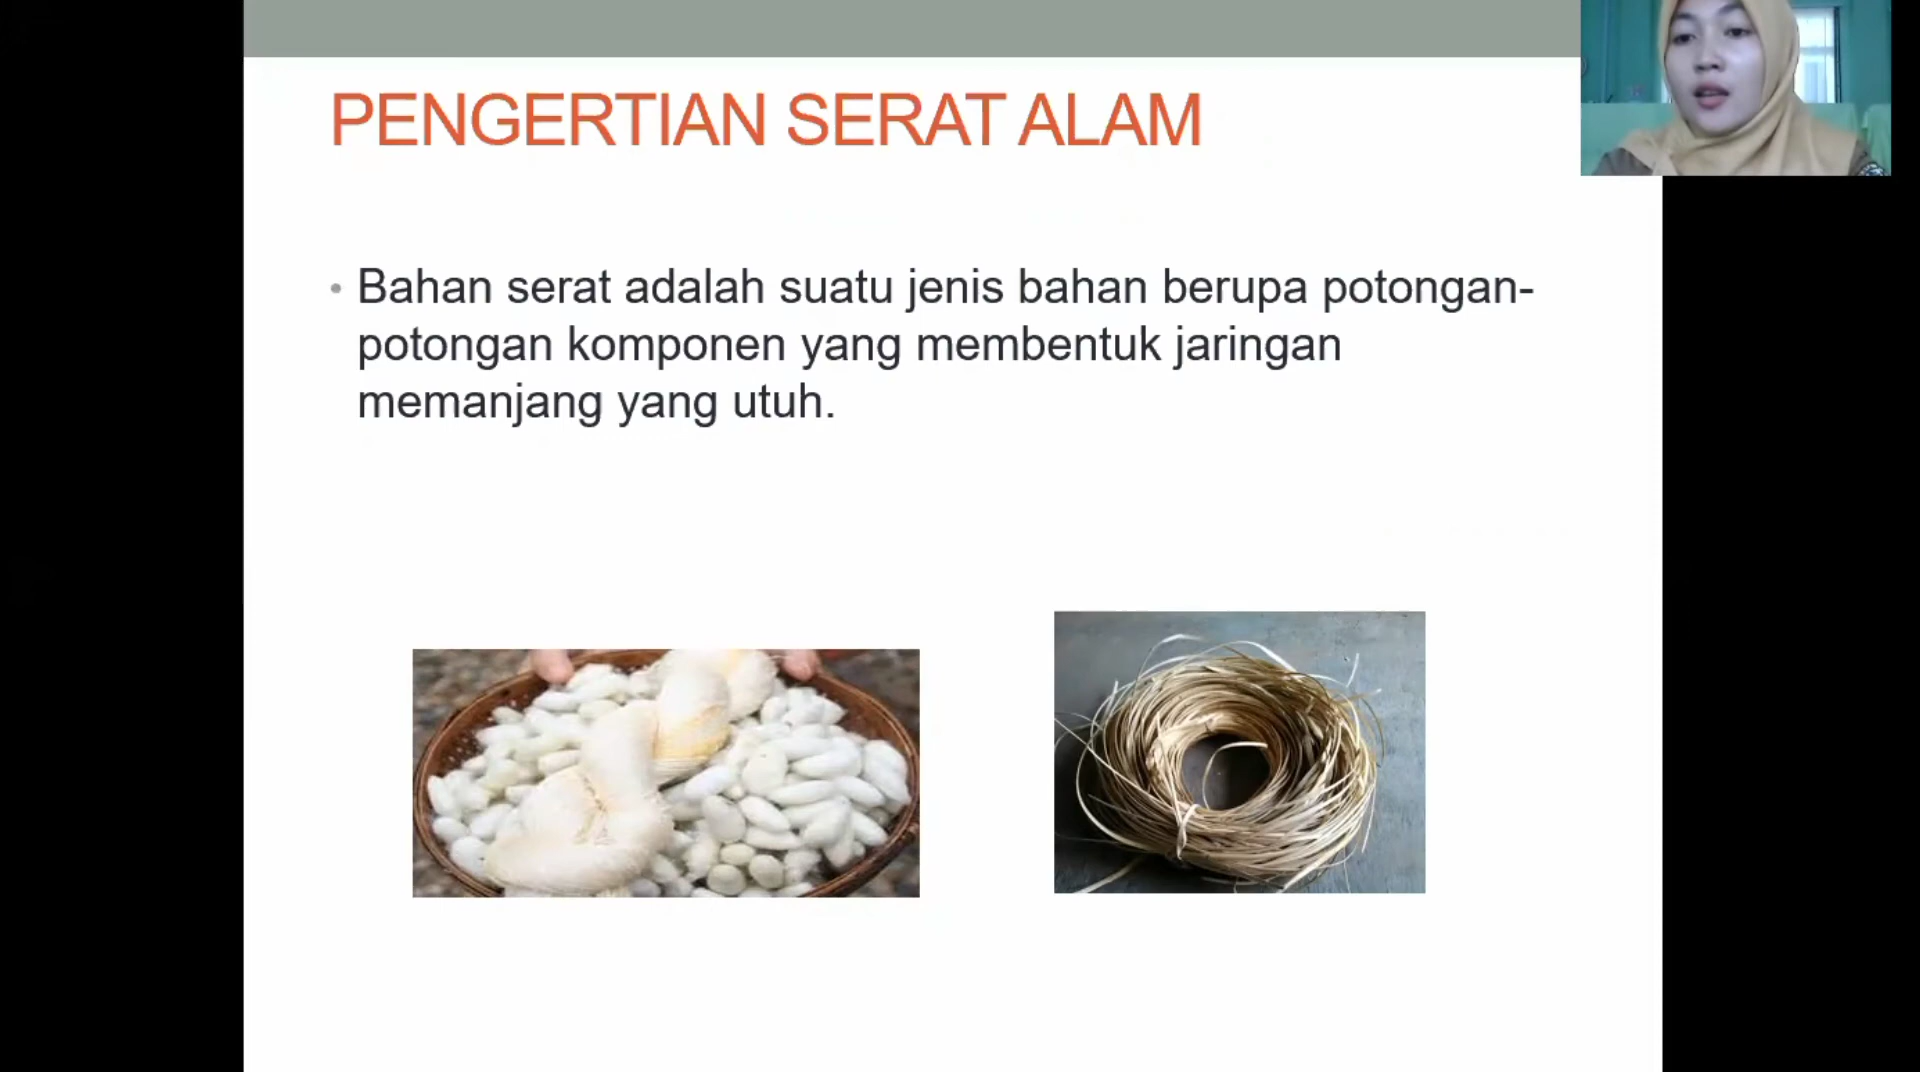 PENGERTIAN SERAT ALAM
• Bahan serat adalah suatu jenis bahan berupa potongan-
potongan komponen yang membentuk jaringan
memanjang yang utuh.